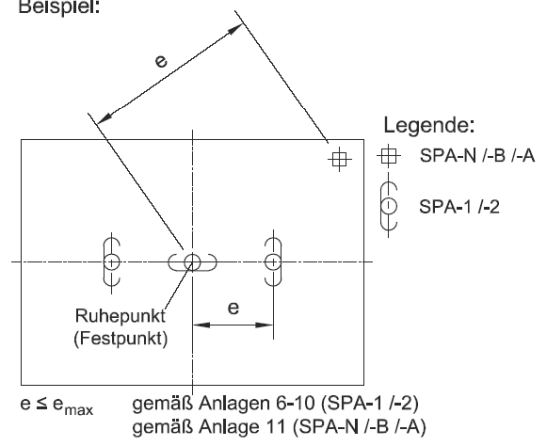 Beispiel:
e
Legende:
SPA-N /-B /-A
SPA-1 /-2
Ruhepunkt
(Festpunkt)
e
e ≤ emax gemäß Anlagen 6-10 (SPA-1 /-2)
gemäß Anlage 11 (SPA-N /-B /-A)